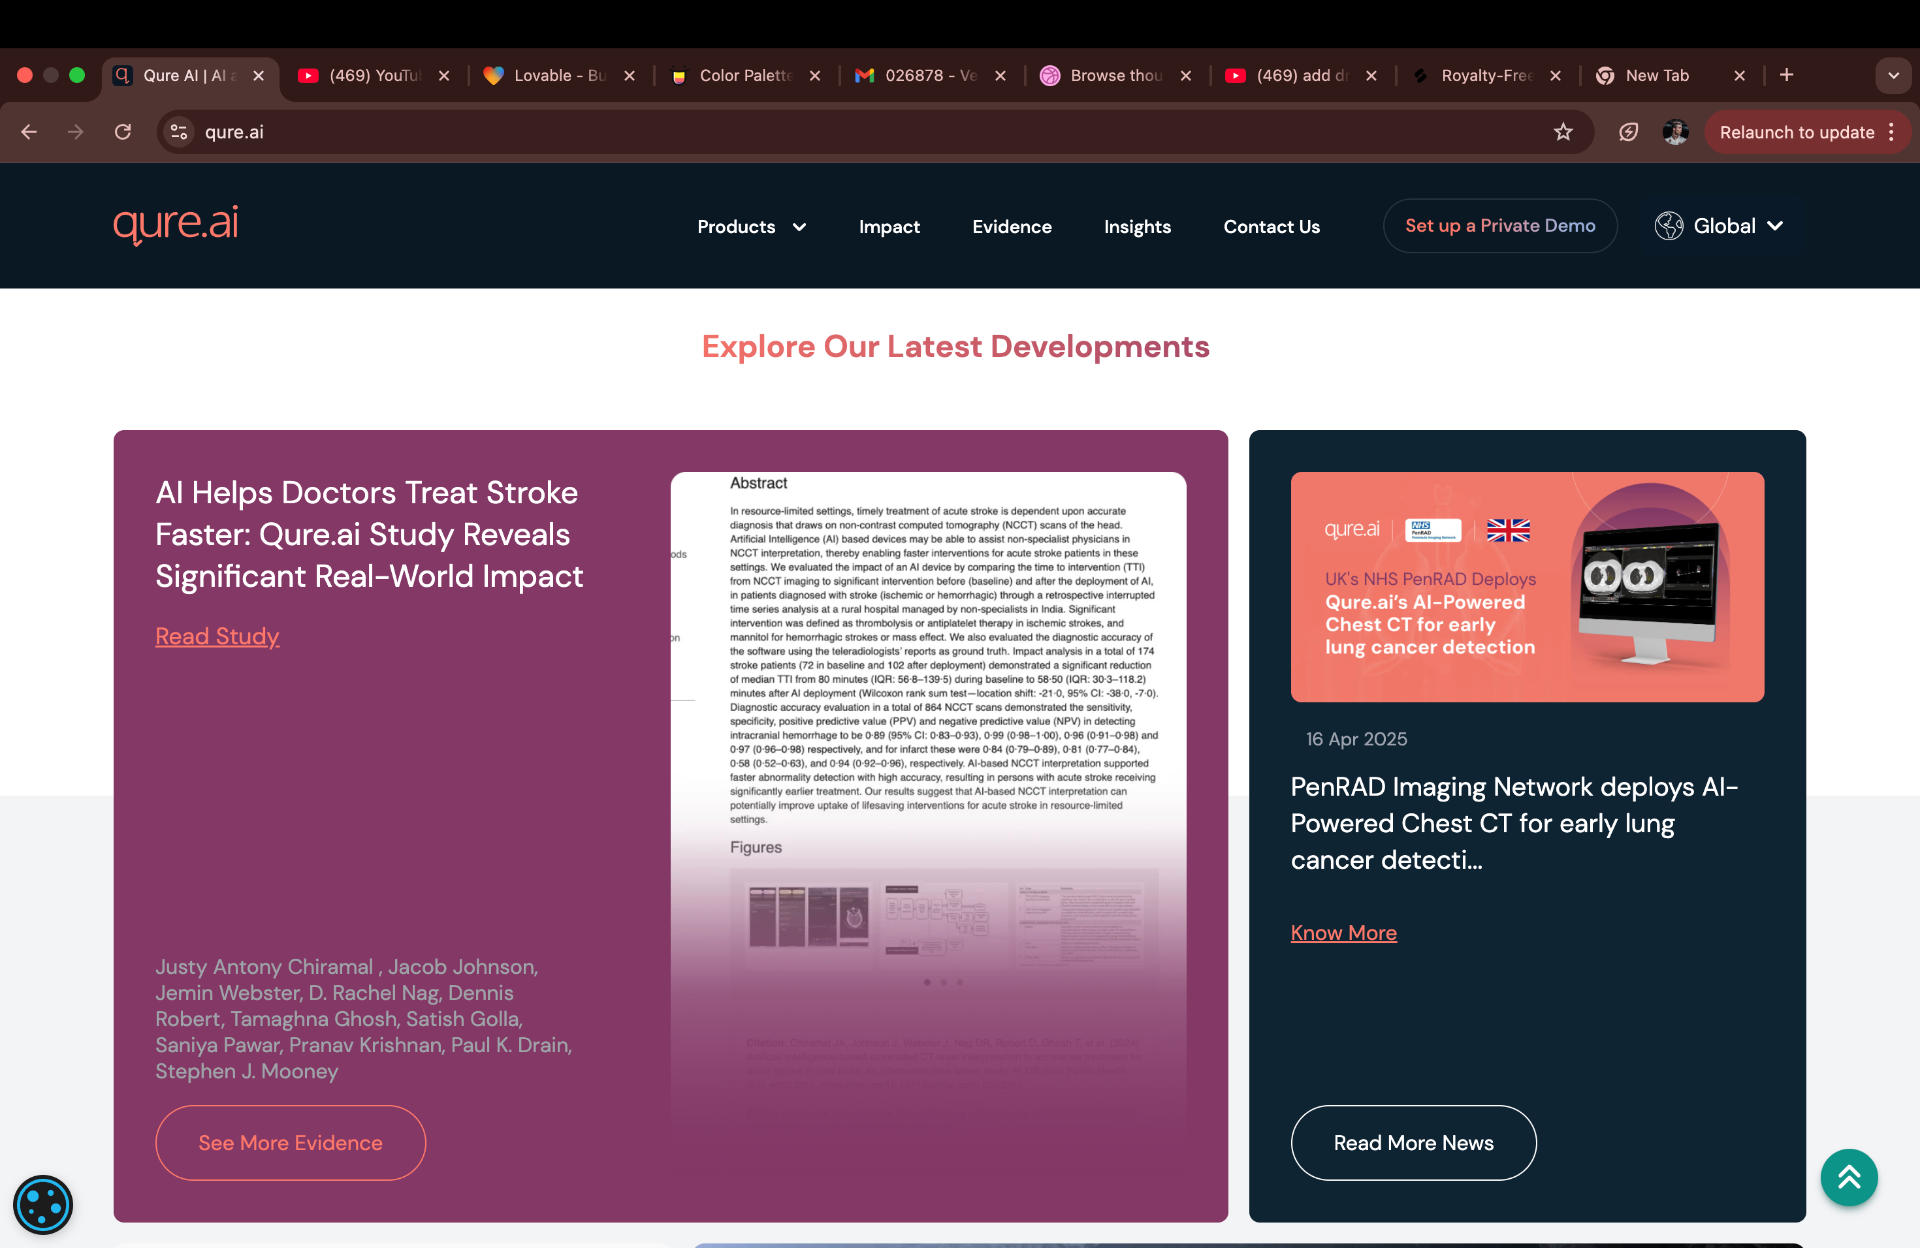 Qure AI | AI a
(469) YouTu
Lovable - Bu
Color Palette
026878 - Ve
Browse thou
(469) add dr
Royalty-Free
New Tab
qure.ai
Relaunch to update
qure.ai
Products
Impact
Evidence
Insights
Contact Us
Set up a Private Demo
Global
Explore Our Latest Developments
AI Helps Doctors Treat Stroke
Faster: Qure.ai Study Reveals
Significant Real-World Impact
Read Study
Justy Antony Chiramal , Jacob Johnson,
Jemin Webster, D. Rachel Nag, Dennis
Robert, Tamaghna Ghosh, Satish Golla,
Saniya Pawar, Pranav Krishnan, Paul K. Drain,
Stephen J. Mooney
See More Evidence
ods
on
Abstract
In resource-limited settings, timely treatment of acute stroke is dependent upon accurate
diagnosis that draws on non-contrast computed tomography (NCCT) scans of the head.
Artificial Intelligence (AI) based devices may be able to assist non-specialist physicians in
NCCT interpretation, thereby enabling faster interventions for acute stroke patients in these
settings. We evaluated the impact of an AI device by comparing the time to intervention (TTI)
from NCCT imaging to significant intervention before (baseline) and after the deployment of AI,
in patients diagnosed with stroke (ischemic or hemorrhagic) through a retrospective interrupted
time series analysis at a rural hospital managed by non-specialists in India. Significant
intervention was defined as thrombolysis or antiplatelet therapy in ischemic strokes, and
mannitol for hemorrhagic strokes or mass effect. We also evaluated the diagnostic accuracy of
the software using the teleradiologists' reports as ground truth. Impact analysis in a total of 174
stroke patients (72 in baseline and 102 after deployment) demonstrated a significant reduction
of median TTI from 80 minutes (IQR: 56·8–139·5) during baseline to 58·50 (IQR: 30·3–118.2)
minutes after AI deployment (Wilcoxon rank sum test—location shift: -21·0, 95% CI: -38·0, -7·0).
Diagnostic accuracy evaluation in a total of 864 NCCT scans demonstrated the sensitivity,
specificity, positive predictive value (PPV) and negative predictive value (NPV) in detecting
intracranial hemorrhage to be 0·89 (95% CI: 0·83–0·93), 0·99 (0·98–1·00), 0·96 (0·91–0·98) and
0·97 (0·96–0·98) respectively, and for infarct these were 0·84 (0·79–0·89), 0·81 (0·77–0·84),
0·58 (0·52–0·63), and 0·94 (0·92–0·96), respectively. AI-based NCCT interpretation supported
faster abnormality detection with high accuracy, resulting in persons with acute stroke receiving
significantly earlier treatment. Our results suggest that AI-based NCCT interpretation can
potentially improve uptake of lifesaving interventions for acute stroke in resource-limited
settings.
Figures
qure.ai
NHS
PenRAD
UK's NHS PenRAD Deploys
Qure.ai's AI-Powered
Chest CT for early
lung cancer detection
16 Apr 2025
PenRAD Imaging Network deploys AI-
Powered Chest CT for early lung
cancer detecti...
Know More
Read More News